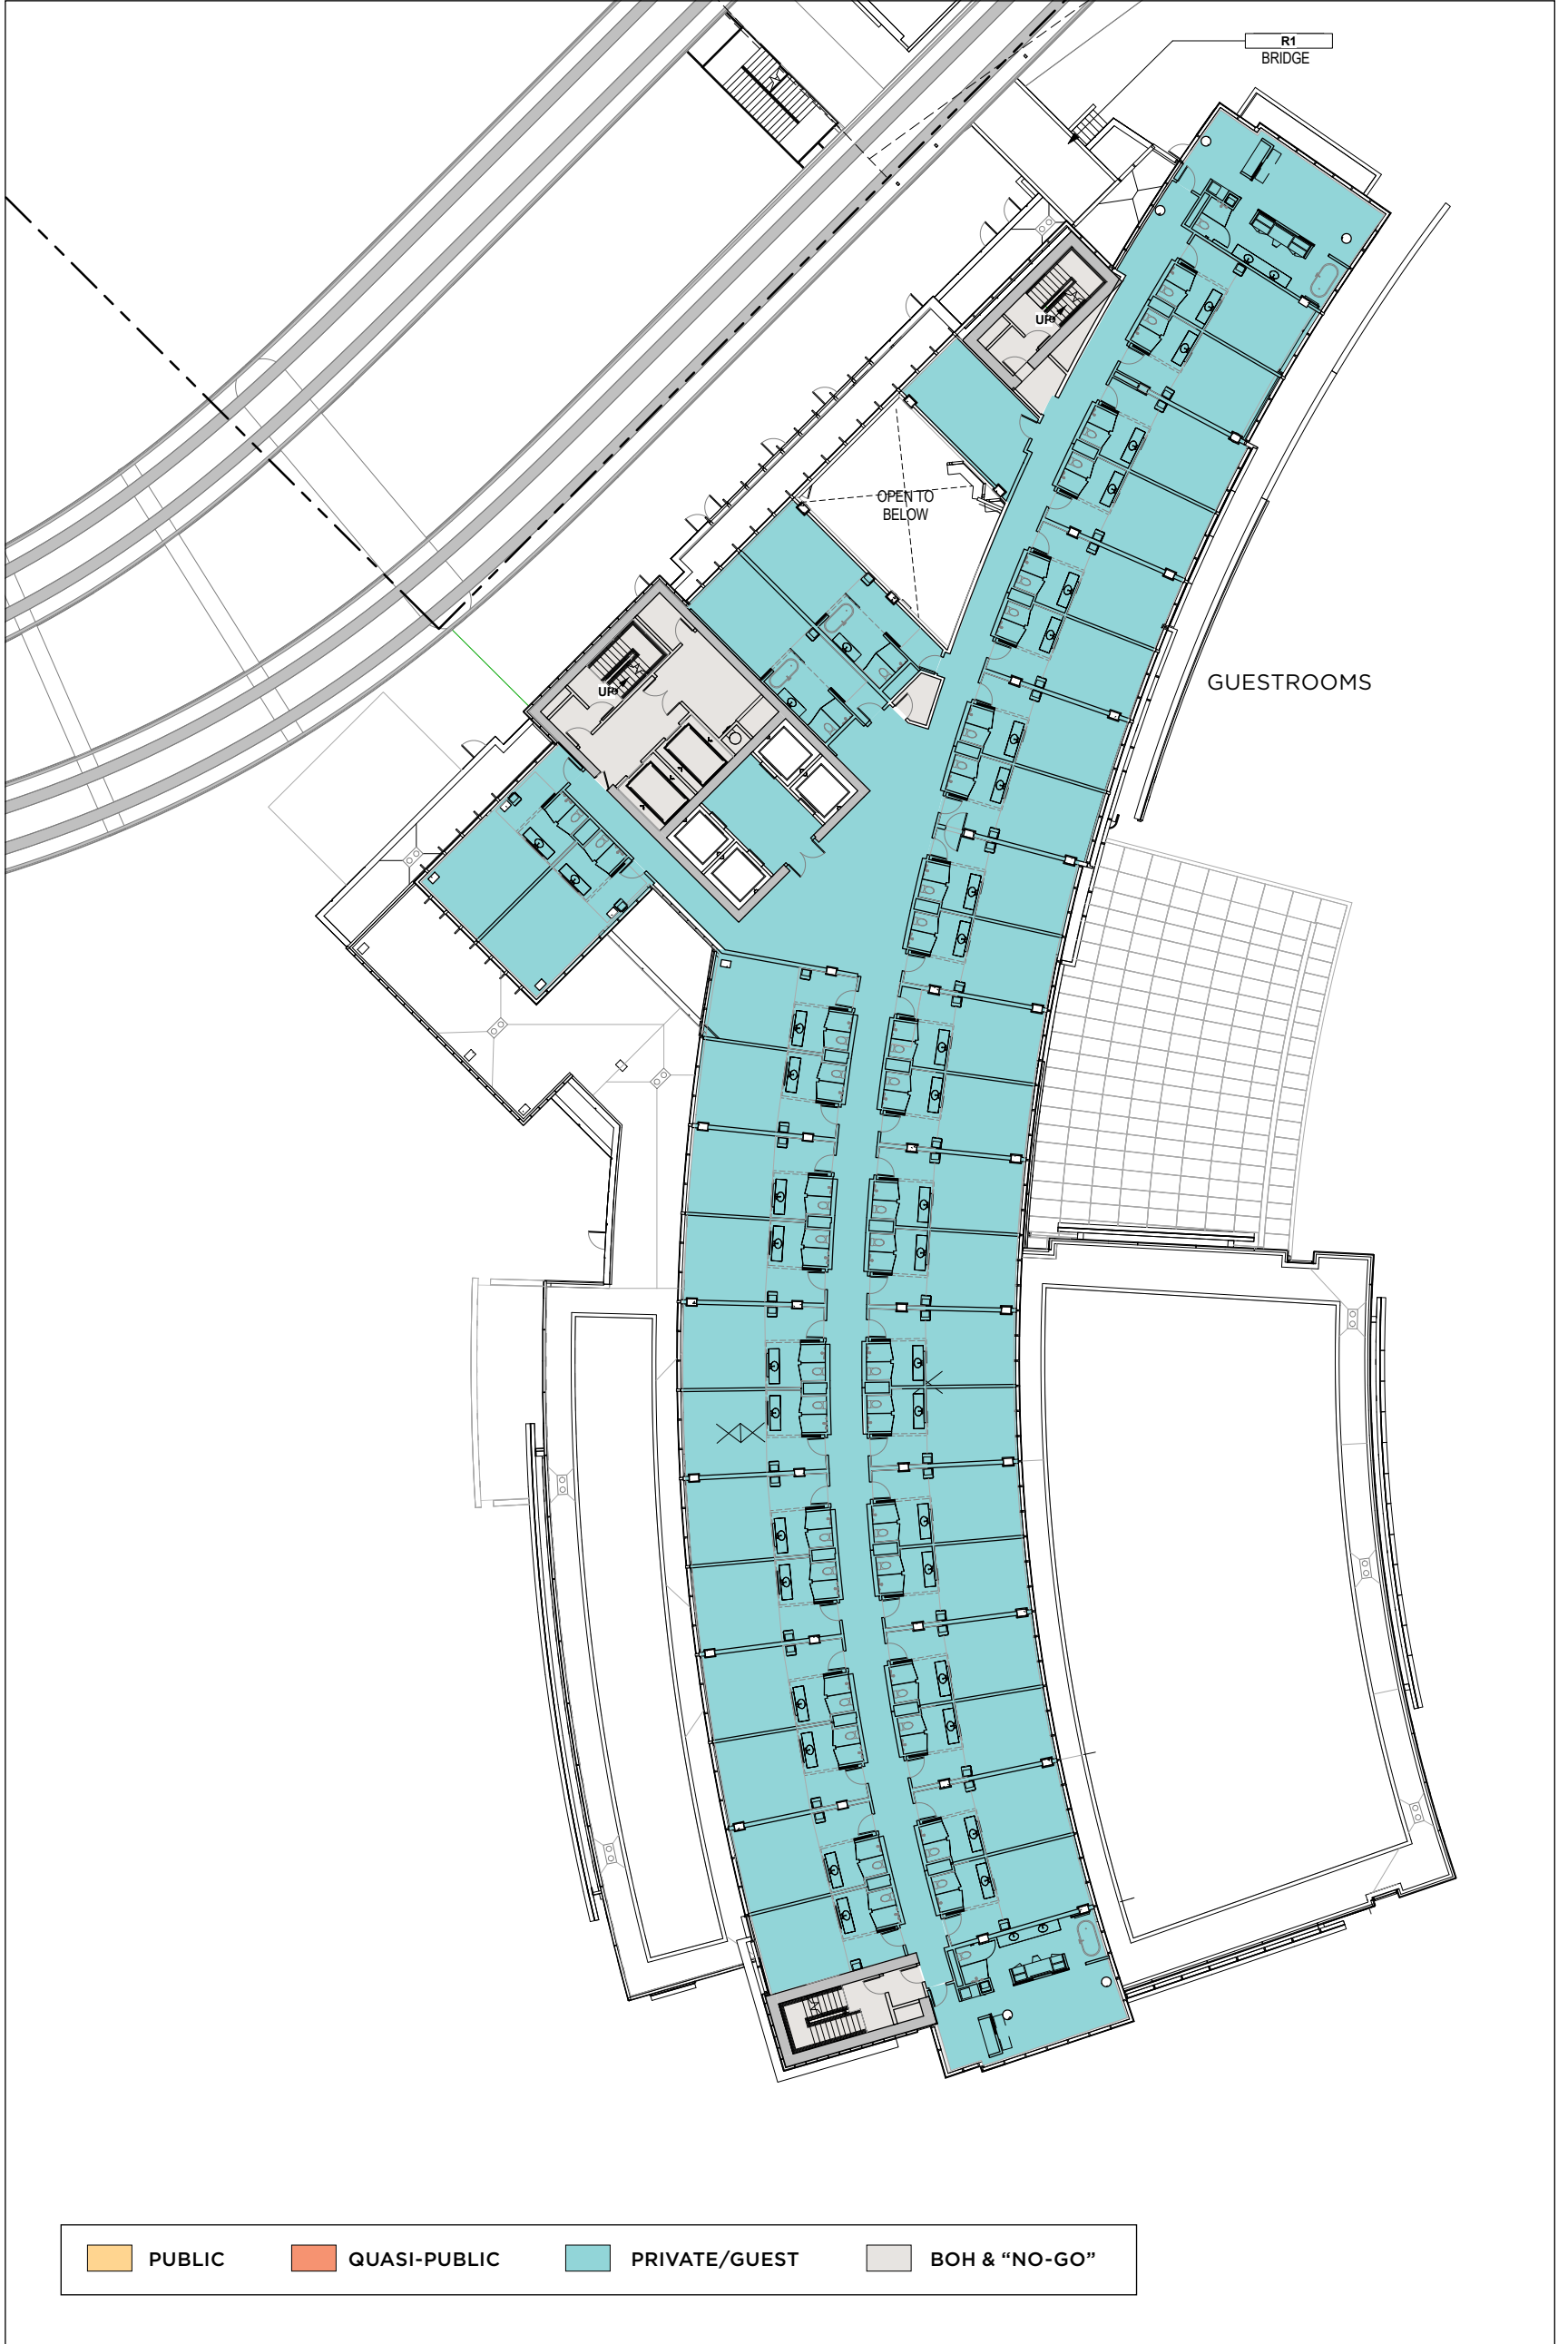 R1
BRIDGE
UP
OPEN TO
BELOW
GUESTROOMS
UP
PUBLIC
QUASI-PUBLIC
PRIVATE/GUEST
BOH & “NO-GO”